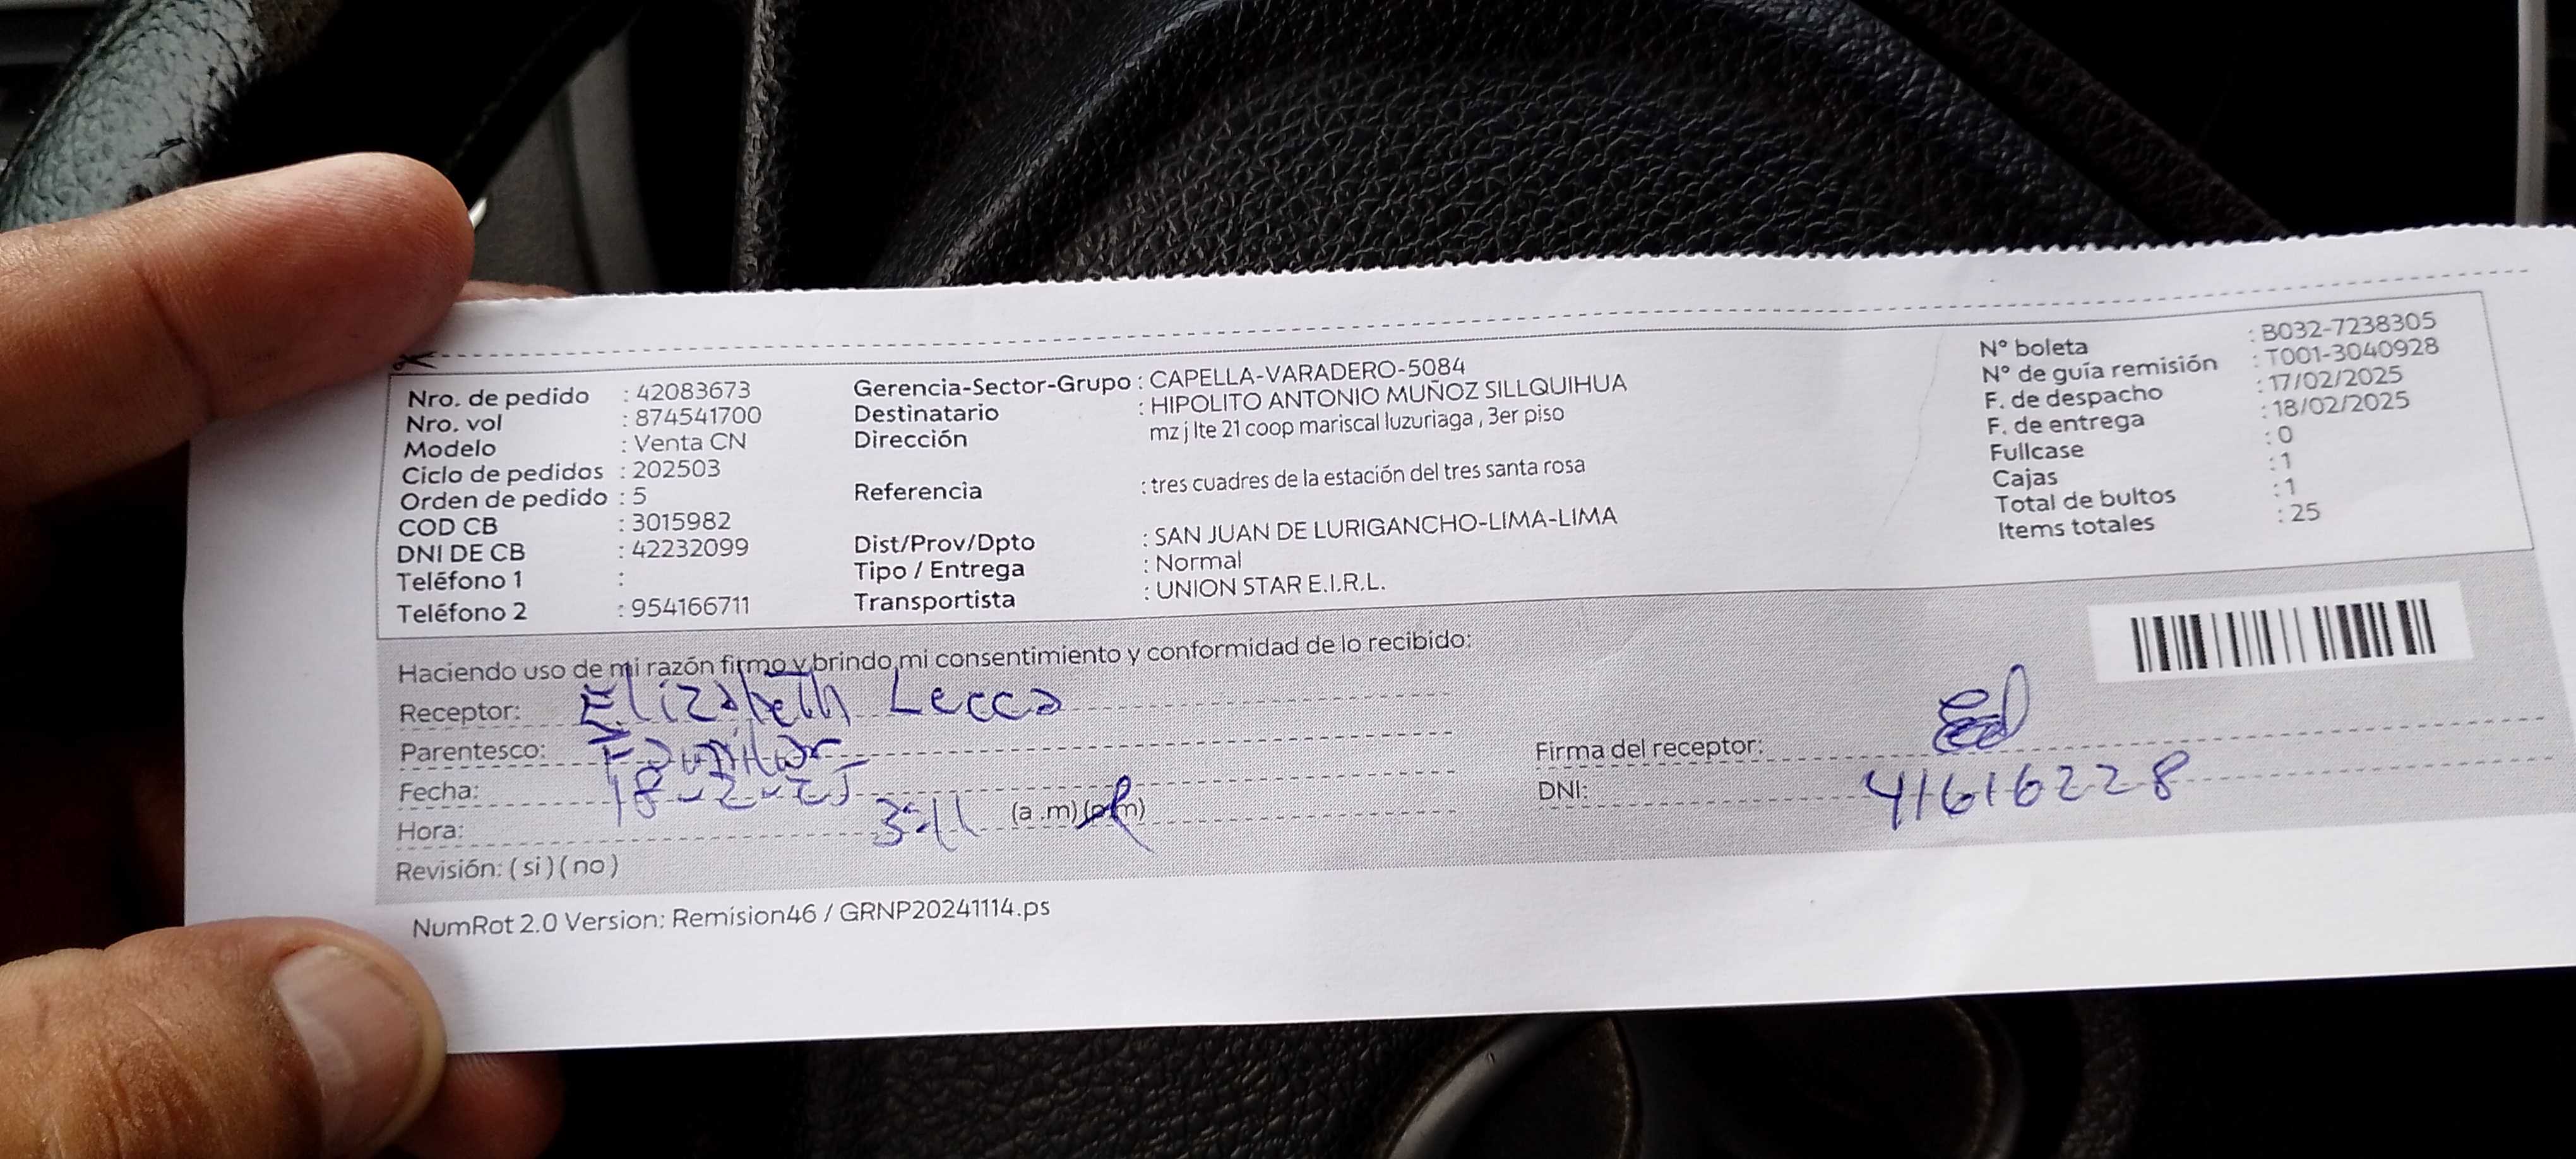 Nro. de pedido : 42083673
Nro. vol : 874541700
Modelo : Venta CN
Ciclo de pedidos : 202503
Orden de pedido : 5
COD CB : 3015982
DNI DE CB : 42232099
Teléfono 1 :
Teléfono 2 : 954166711
Gerencia-Sector-Grupo : CAPELLA-VARADERO-5084
Destinatario : HIPOLITO ANTONIO MUÑOZ SILLQUIHUA
Dirección mz j lte 21 coop mariscal luzuriaga , 3er piso
Referencia : tres cuadres de la estación del tres santa rosa
Dist/Prov/Dpto : SAN JUAN DE LURIGANCHO-LIMA-LIMA
Tipo / Entrega : Normal
Transportista : UNION STAR E.I.R.L.
N° boleta : B032-7238305
N° de guía remisión : T001-3040928
F. de despacho : 17/02/2025
F. de entrega : 18/02/2025
Fullcase : 0
Cajas : 1
Total de bultos : 1
Items totales : 25
Haciendo uso de mi razón firmo y brindo mi consentimiento y conformidad de lo recibido:
Receptor: Elizabeth Lecca
Parentesco: Familiar
Fecha: 18-2-25
Hora: 3:11 (a .m) (p.m)
Revisión: ( si ) ( no )
Firma del receptor:
DNI: 41616228
NumRot 2.0 Version: Remision46 / GRNP20241114.ps